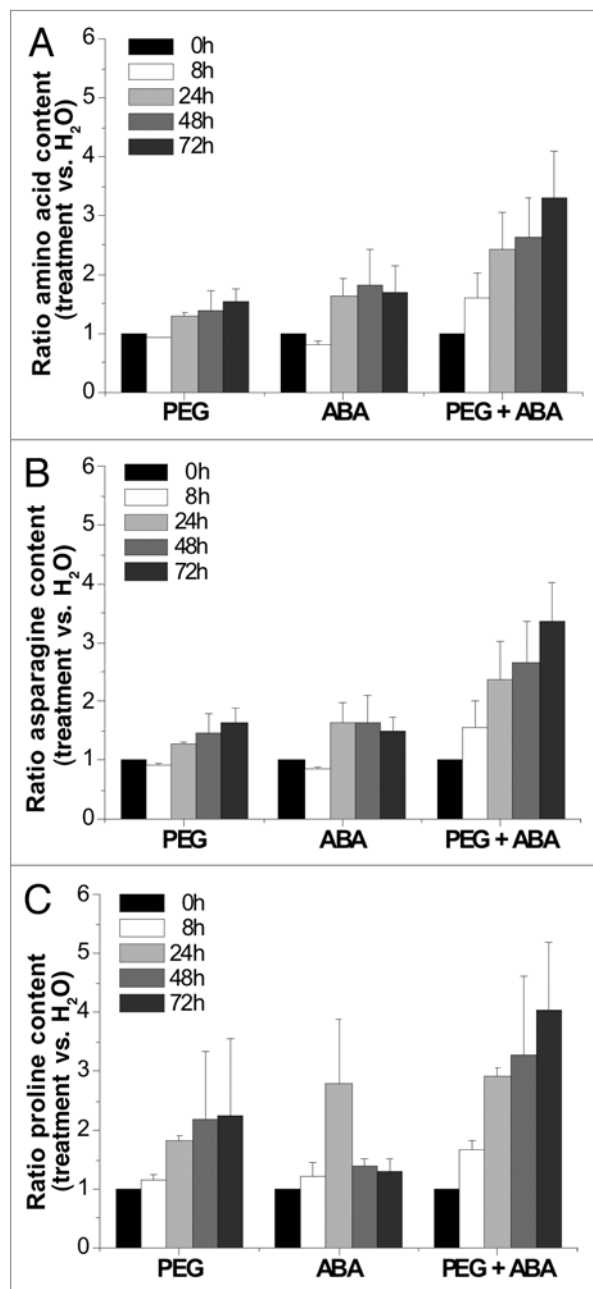 A
Ratio amino acid content
(treatment vs. H₂O)
6
5
4
3
2
1
0
0h
8h
24h
48h
72h
PEG ABA PEG + ABA
B
Ratio asparagine content
(treatment vs. H₂O)
6
5
4
3
2
1
0
0h
8h
24h
48h
72h
PEG ABA PEG + ABA
C
Ratio proline content
(treatment vs. H₂O)
6
5
4
3
2
1
0
0h
8h
24h
48h
72h
PEG ABA PEG + ABA